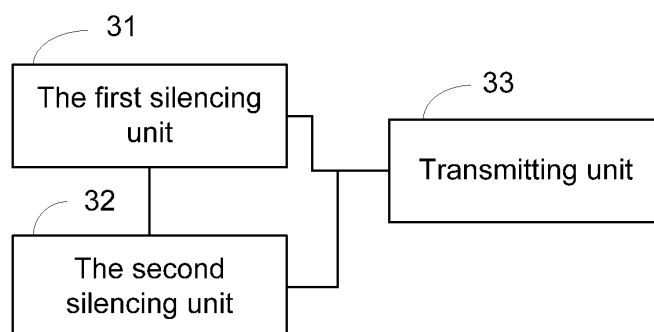 31
The first silencing
unit
33
Transmitting unit
32
The second
silencing unit